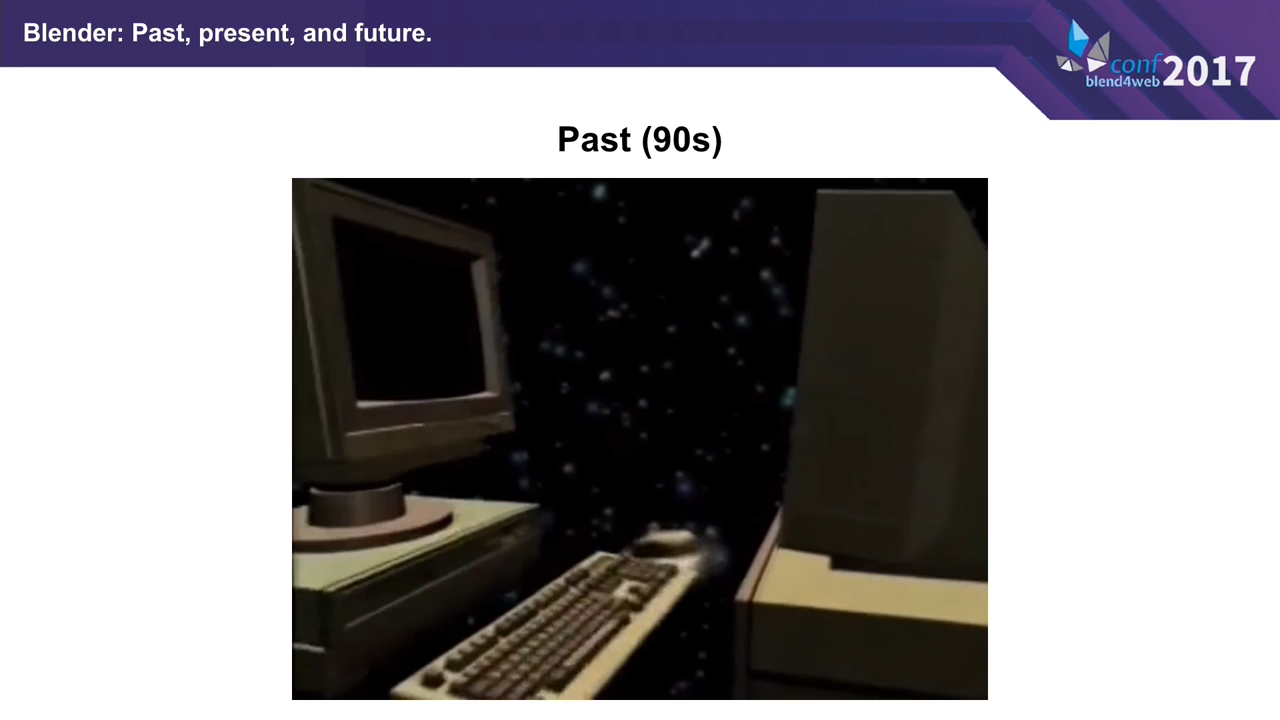 Blender: Past, present, and future.
conf
blend4web
2017
Past (90s)